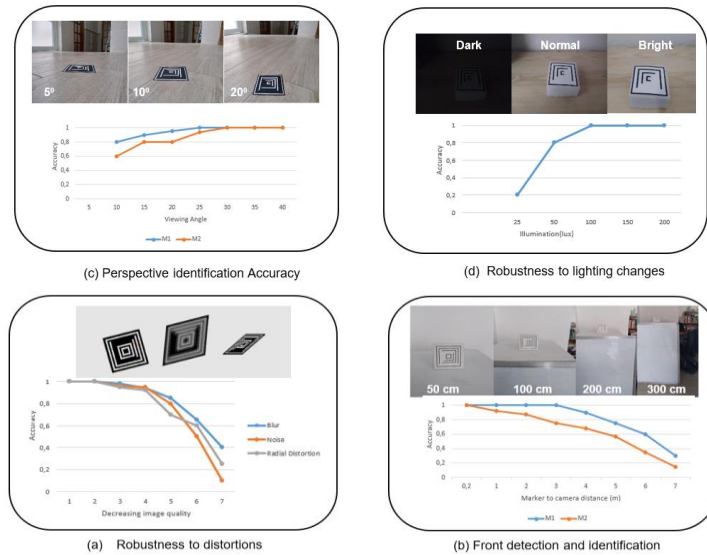 5⁰ 10⁰ 20⁰
Accuracy
1
0,8
0,6
0,4
0,2
0
5 10 15 20 25 30 35 40
Viewing Angle
M1 M2
(c) Perspective identification Accuracy
Dark Normal Bright
Accuracy
1
0,8
0,6
0,4
0,2
0
25 50 100 150 200
Illumination(lux)
(d) Robustness to lighting changes
Accuracy
1
0,8
0,6
0,4
0,2
0
1 2 3 4 5 6 7
Decreasing image quality
Blur
Noise
Radial Distortion
(a) Robustness to distortions
50 cm 100 cm 200 cm 300 cm
Accuracy
1
0,8
0,6
0,4
0,2
0
0,2 1 2 3 4 5 6 7
Marker to camera distance (m)
M1 M2
(b) Front detection and identification